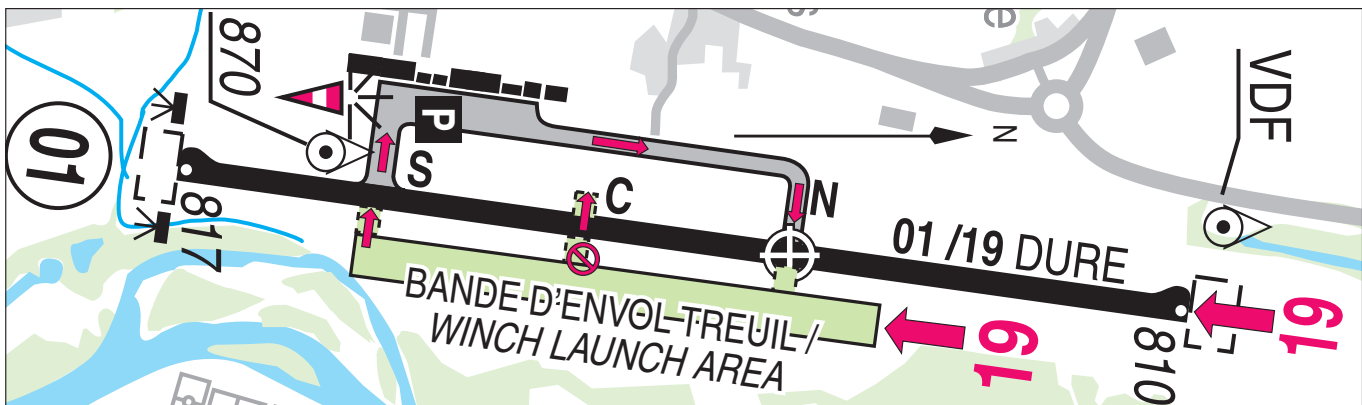 870
VDF
01
P
S
C
N
N
817
01 /19 DURE
BANDE D'ENVOL TREUIL /
WINCH LAUNCH AREA
19
19
810